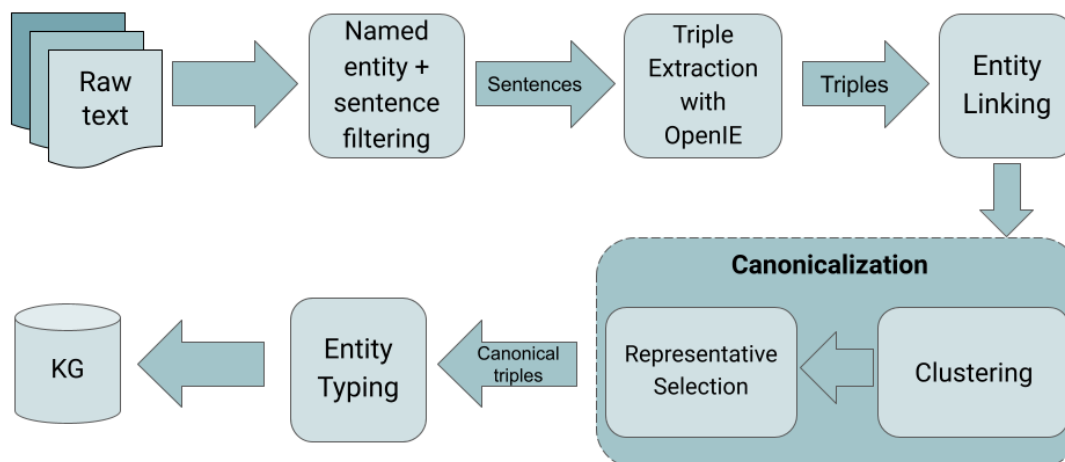 Raw
text
Named
entity +
sentence
filtering
Sentences
Triple
Extraction
with
OpenIE
Triples
Entity
Linking
Canonicalization
Clustering
Representative
Selection
Canonical
triples
Entity
Typing
KG